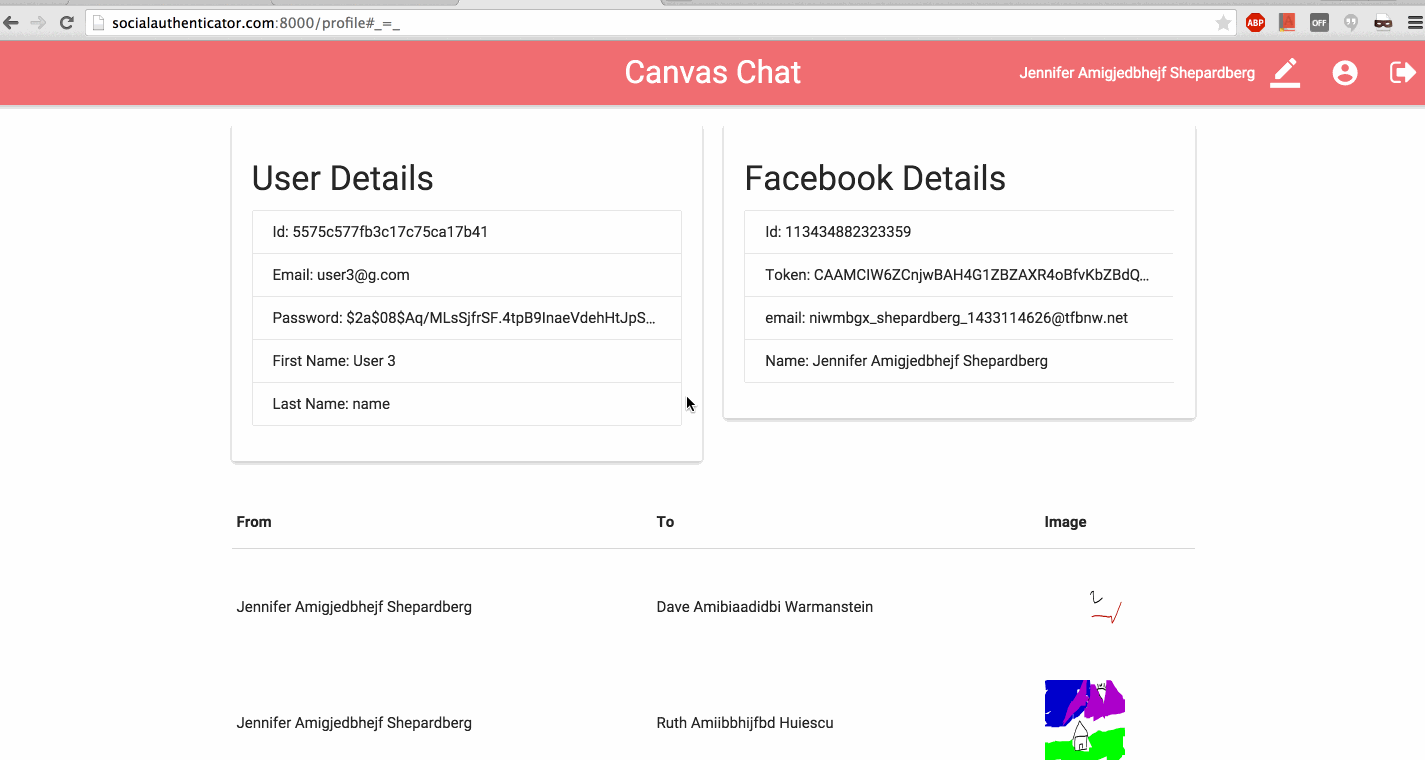 socialauthenticator.com:8000/profile#_=_
ABP
OFF
Canvas Chat
Jennifer Amigjedbhejf Shepardberg
User Details
Id: 5575c577fb3c17c75ca17b41
Email: user3@g.com
Password: $2a$08$Aq/MLsSjfrSF.4tpB9InaeVdehHtJpS...
First Name: User 3
Last Name: name
Facebook Details
Id: 113434882323359
Token: CAAMCIW6ZCnjwBAH4G1ZBZAXR4oBfvKbZBdQ...
email: niwmbgx_shepardberg_1433114626@tfbnw.net
Name: Jennifer Amigjedbhejf Shepardberg
From To Image
Jennifer Amigjedbhejf Shepardberg Dave Amibiaadidbi Warmanstein
Jennifer Amigjedbhejf Shepardberg Ruth Amiibbhijfbd Huiescu